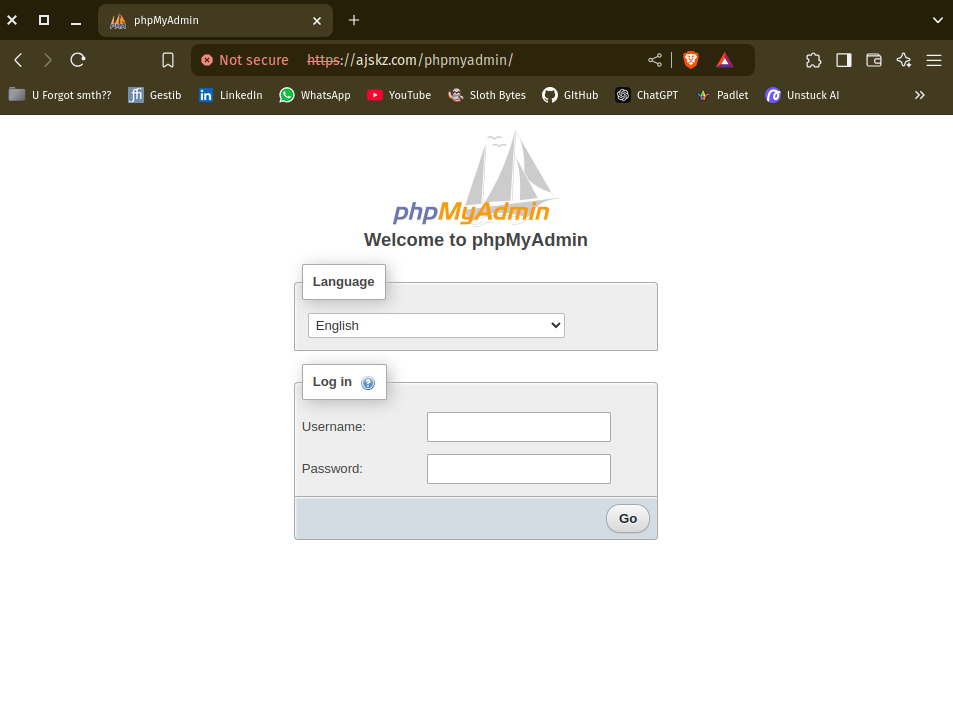 phpMyAdmin
Not secure https://ajskz.com/phpmyadmin/
U Forgot smth?? Gestib LinkedIn WhatsApp YouTube Sloth Bytes GItHub ChatGPT Padlet Unstuck AI
phpMyAdmin
Welcome to phpMyAdmin
Language
English
Log in
Username:
Password:
Go